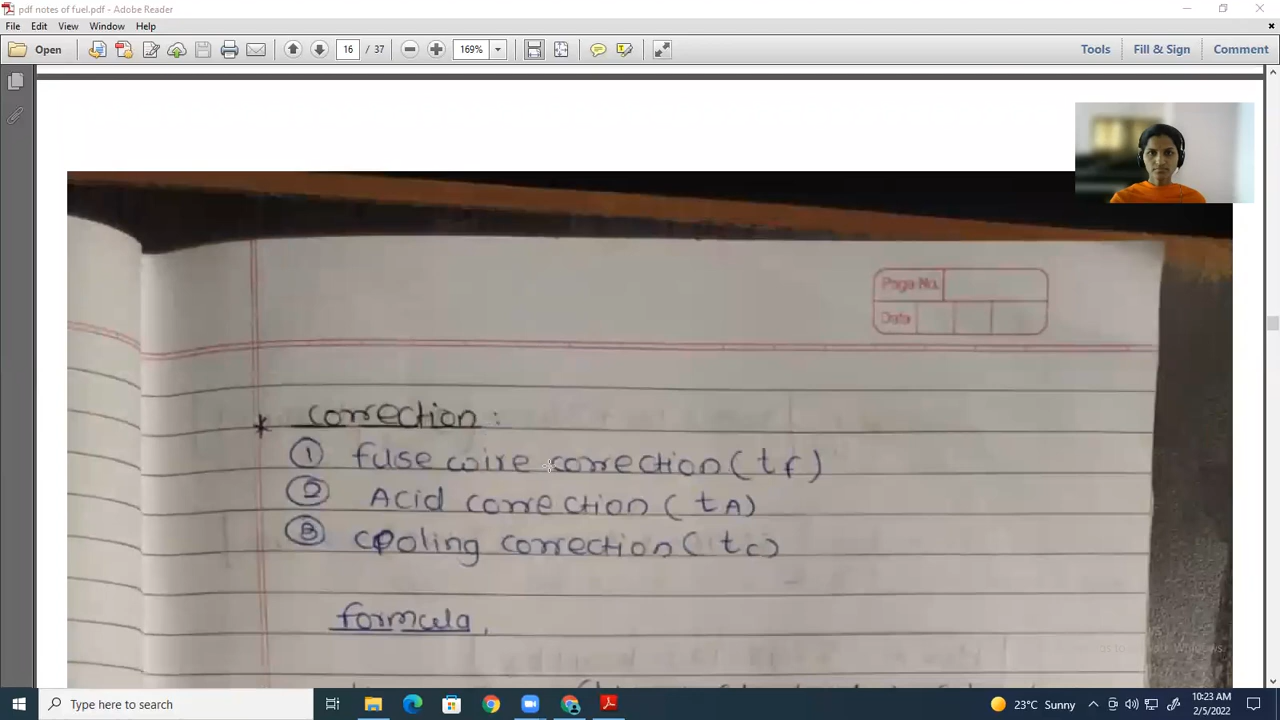 pdf notes of fuel.pdf - Adobe Reader
File Edit View Window Help
Open 16 / 37 169% Tools Fill & Sign Comment
Page No.
Date
* correction :
① fuse wire correction ( tf )
② Acid correction ( tA )
③ cooling correction ( tc )
formula,
Type here to search
23°C Sunny
10:23 AM
2/5/2022